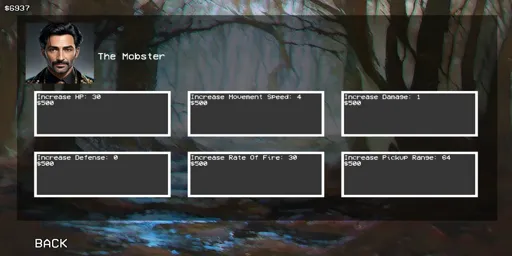 $6937
The Mobster
Increase HP: 30
$500
Increase Movement Speed: 4
$500
Increase Damage: 1
$500
Increase Defense: 0
$500
Increase Rate Of Fire: 30
$500
Increase Pickup Range: 64
$500
BACK